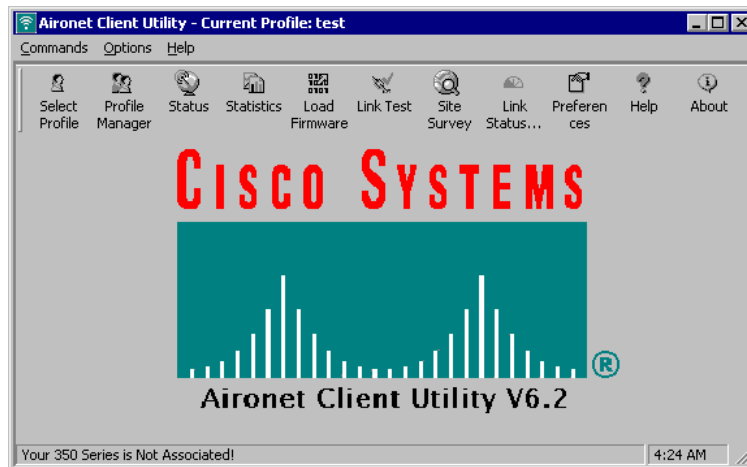 Aironet Client Utility - Current Profile: test
Commands Options Help
Select Profile Profile Manager Status Statistics Load Firmware Link Test Site Survey Link Status... Preferen ces Help About
CISCO SYSTEMS
®
Aironet Client Utility V6.2
Your 350 Series is Not Associated! 4:24 AM